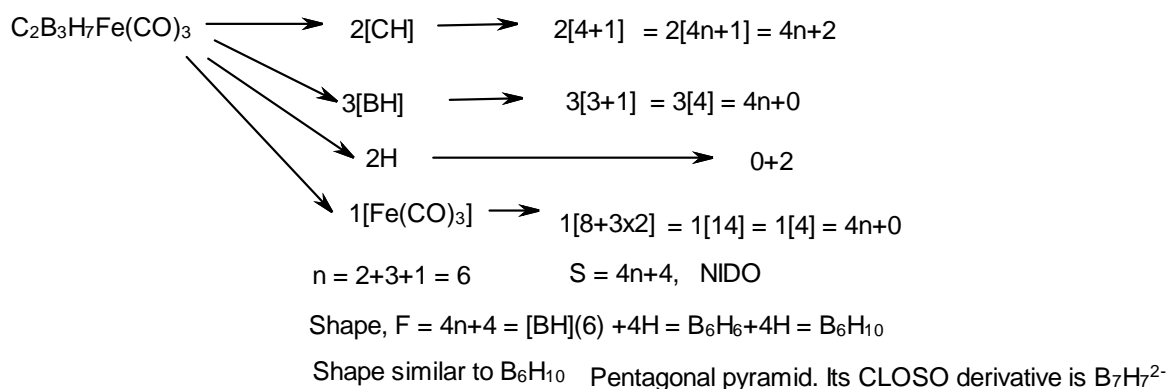 C₂B₃H₇Fe(CO)₃ 2[CH] 2[4+1] = 2[4n+1] = 4n+2
3[BH] 3[3+1] = 3[4] = 4n+0
2H 0+2
1[Fe(CO)₃] 1[8+3x2] = 1[14] = 1[4] = 4n+0
n = 2+3+1 = 6 S = 4n+4, NIDO
Shape, F = 4n+4 = [BH](6) +4H = B₆H₆+4H = B₆H₁₀
Shape similar to B₆H₁₀ Pentagonal pyramid. Its CLOSO derivative is B₇H₇²⁻